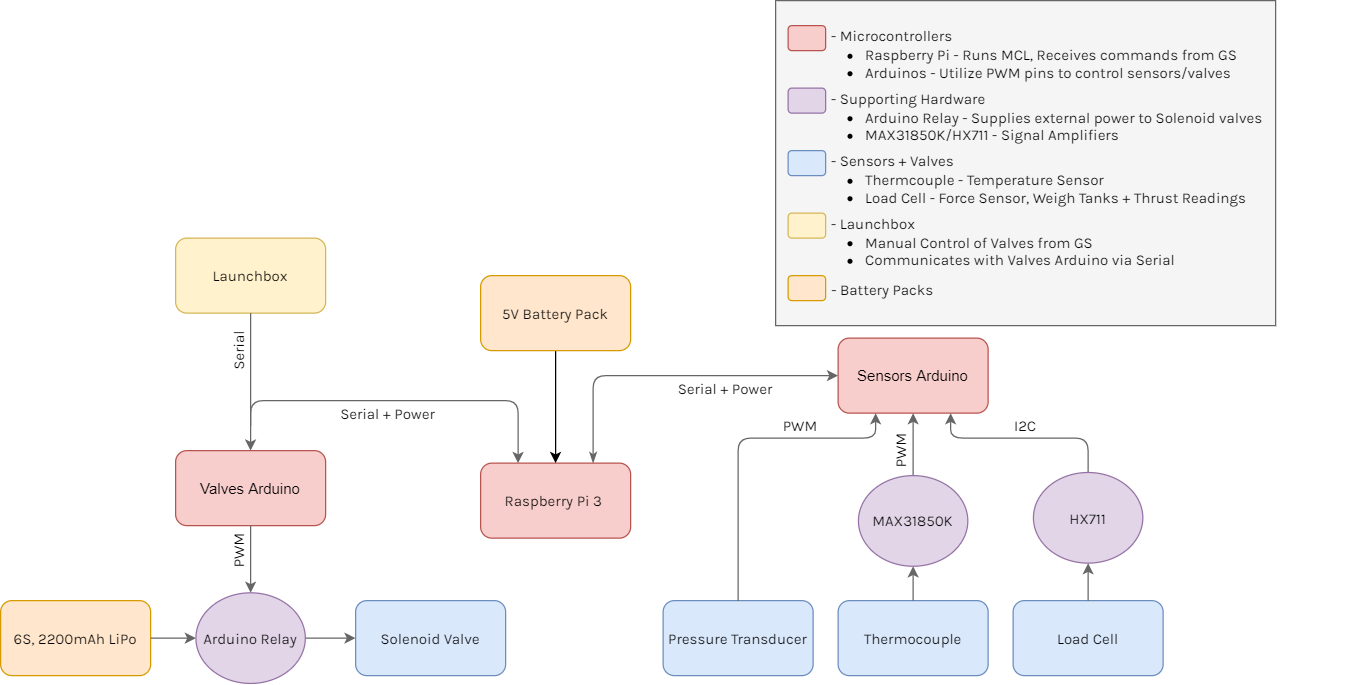 - Microcontrollers
• Raspberry Pi - Runs MCL, Receives commands from GS
• Arduinos - Utilize PWM pins to control sensors/valves
- Supporting Hardware
• Arduino Relay - Supplies external power to Solenoid valves
• MAX31850K/HX711 - Signal Amplifiers
- Sensors + Valves
• Thermcouple - Temperature Sensor
• Load Cell - Force Sensor, Weigh Tanks + Thrust Readings
- Launchbox
• Manual Control of Valves from GS
• Communicates with Valves Arduino via Serial
- Battery Packs
Launchbox
5V Battery Pack
Serial
Sensors Arduino
Serial + Power
Serial + Power
PWM
PWM
I2C
Valves Arduino
Raspberry Pi 3
MAX31850K
HX711
PWM
6S, 2200mAh LiPo
Arduino Relay
Solenoid Valve
Pressure Transducer
Thermocouple
Load Cell